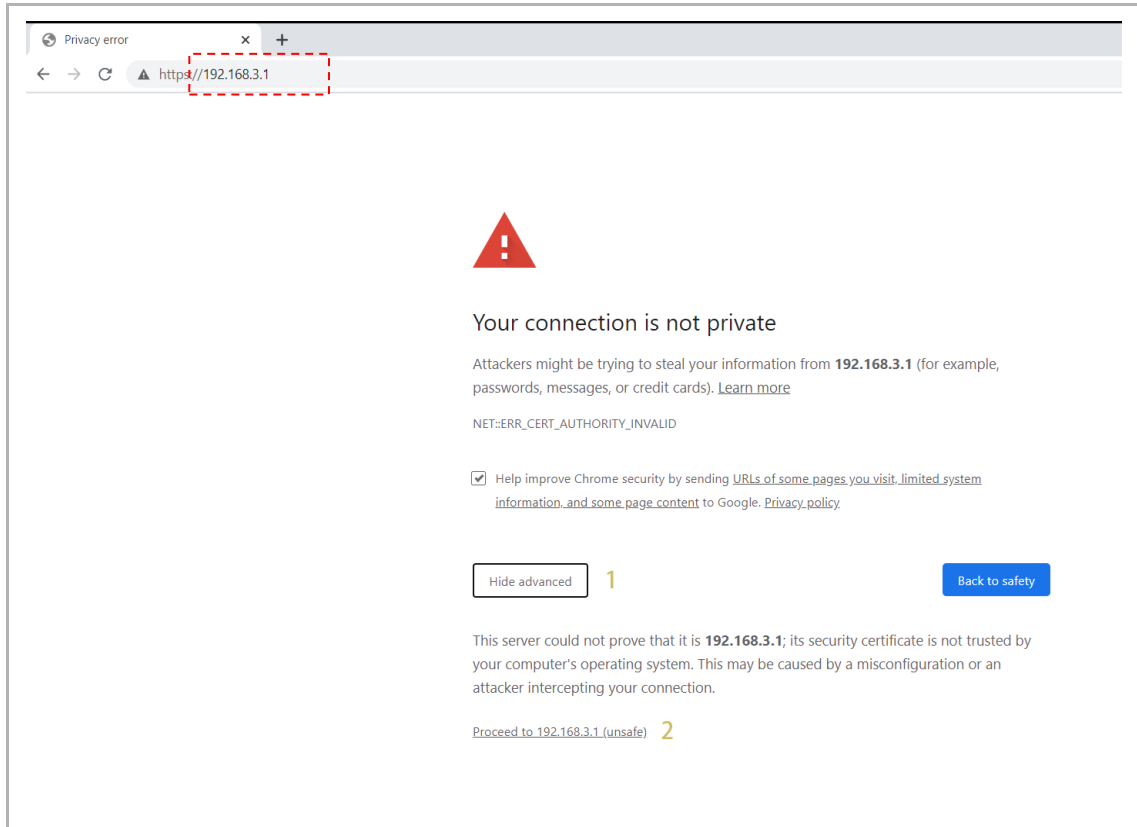 Privacy error
https://192.168.3.1
Your connection is not private
Attackers might be trying to steal your information from 192.168.3.1 (for example,
passwords, messages, or credit cards). Learn more
NET::ERR_CERT_AUTHORITY_INVALID
Help improve Chrome security by sending URLs of some pages you visit, limited system
information, and some page content to Google. Privacy policy
Hide advanced 1 Back to safety
This server could not prove that it is 192.168.3.1; its security certificate is not trusted by
your computer's operating system. This may be caused by a misconfiguration or an
attacker intercepting your connection.
Proceed to 192.168.3.1 (unsafe) 2